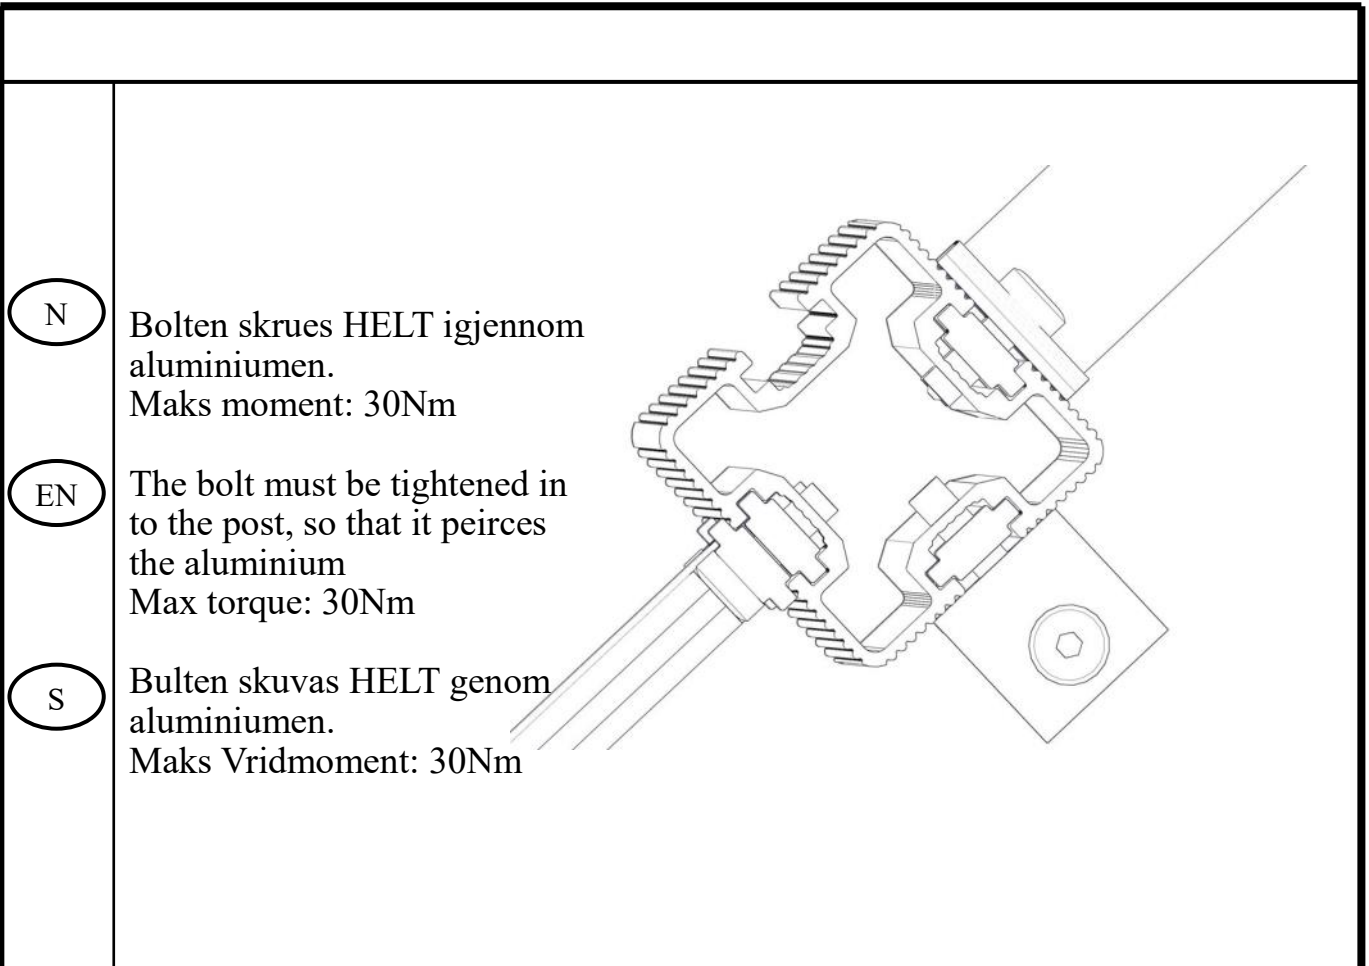 N
Bolten skrues HELT igjennom
aluminiumen.
Maks moment: 30Nm
EN
The bolt must be tightened in
to the post, so that it peirces
the aluminium
Max torque: 30Nm
S
Bulten skuvas HELT genom
aluminiumen.
Maks Vridmoment: 30Nm